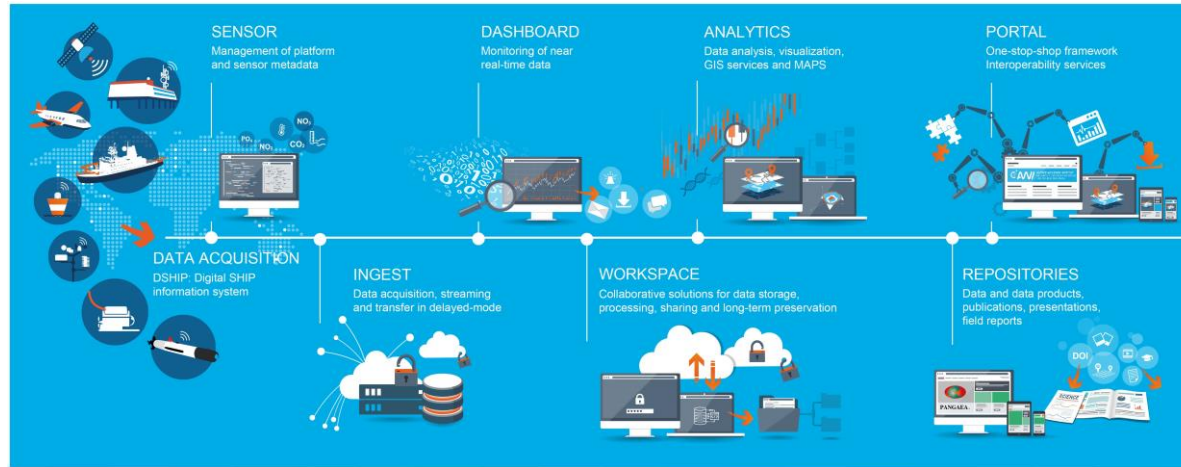 SENSOR
Management of platform
and sensor metadata
DASHBOARD
Monitoring of near
real-time data
ANALYTICS
Data analysis, visualization,
GIS services and MAPS
PORTAL
One-stop-shop framework
Interoperability services
PO₄
NO₃
NO₃
CO₂
AWI
DATA ACQUISITION
DSHIP: Digital SHIP
information system
INGEST
Data acquisition, streaming
and transfer in delayed-mode
WORKSPACE
Collaborative solutions for data storage,
processing, sharing and long-term preservation
REPOSITORIES
Data and data products,
publications, presentations,
field reports
DOI
PANGAEA.
SCIENCE